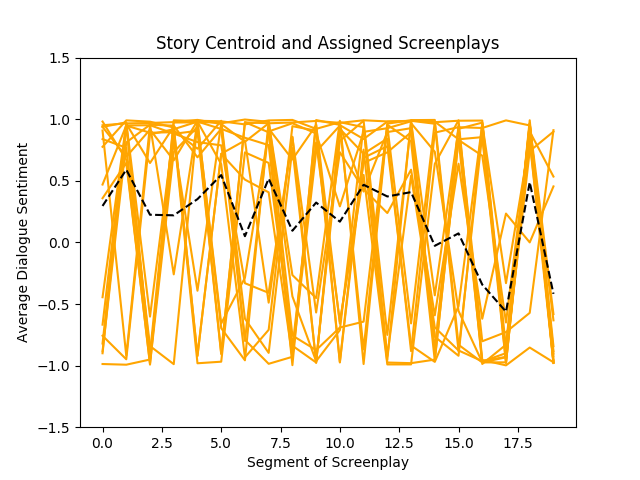 Story Centroid and Assigned Screenplays
Average Dialogue Sentiment
1.5
1.0
0.5
0.0
−0.5
−1.0
−1.5
0.0 2.5 5.0 7.5 10.0 12.5 15.0 17.5
Segment of Screenplay